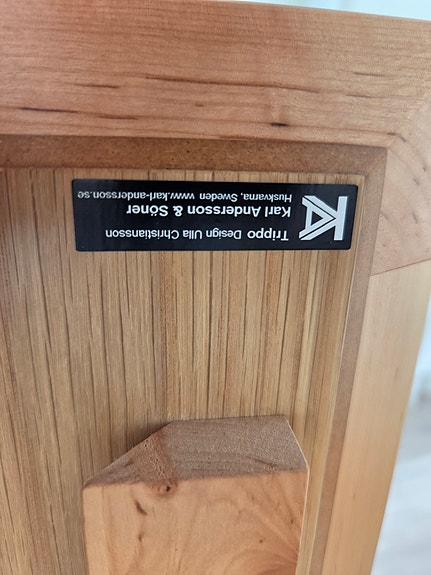 Trippo Design Ulla Christiansson
Karl Andersson & Söner
Huskvarna, Sweden www.karl-andersson.se